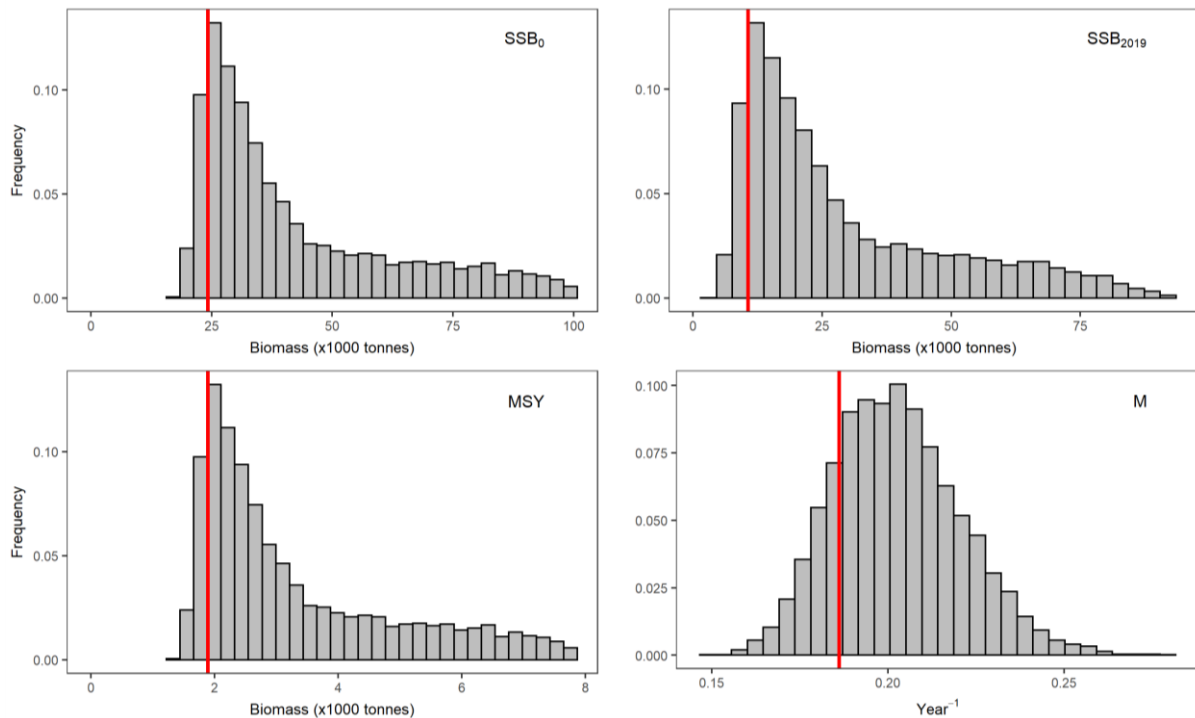 SSB₀
Frequency
0.10
0.05
0.00
0 25 50 75 100
Biomass (x1000 tonnes)
SSB₂₀₁₉
0.10
0.05
0.00
0 25 50 75
Biomass (x1000 tonnes)
MSY
Frequency
0.10
0.05
0.00
0 2 4 6 8
Biomass (x1000 tonnes)
M
0.100
0.075
0.050
0.025
0.000
0.15 0.20 0.25
Year⁻¹